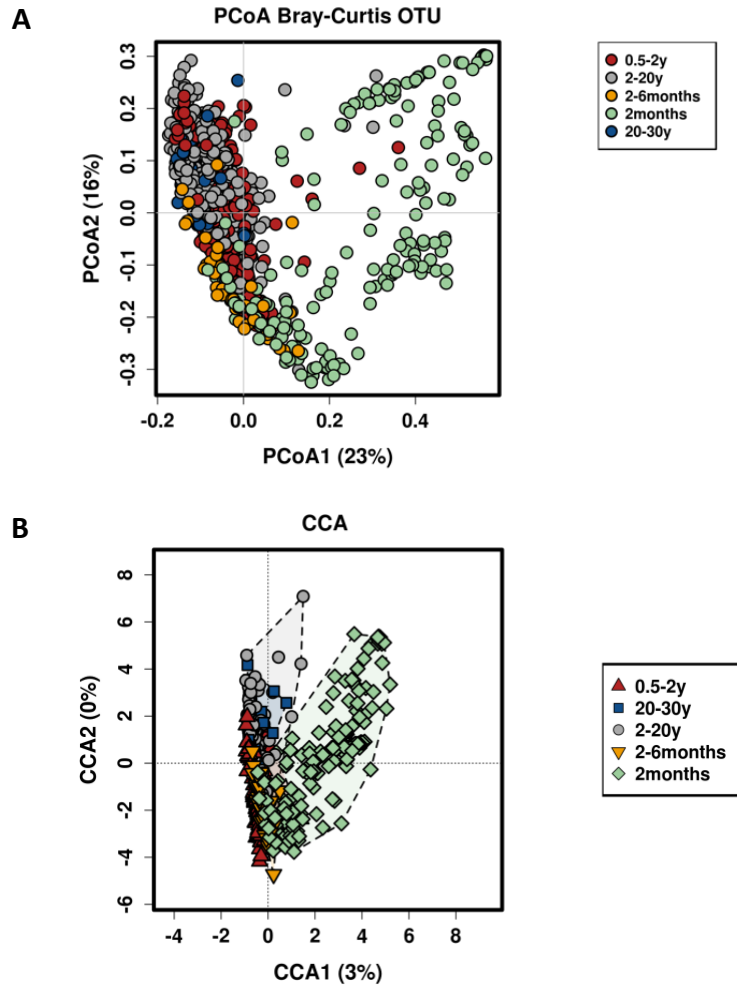 A
PCoA Bray-Curtis OTU
0.3
0.2
0.1
0.0
-0.1
-0.2
-0.3
PCoA2 (16%)
-0.2 0.0 0.2 0.4
PCoA1 (23%)
0.5-2y
2-20y
2-6months
2months
20-30y
B
CCA
8
6
4
2
0
-2
-4
-6
CCA2 (0%)
-4 -2 0 2 4 6 8
CCA1 (3%)
0.5-2y
20-30y
2-20y
2-6months
2months